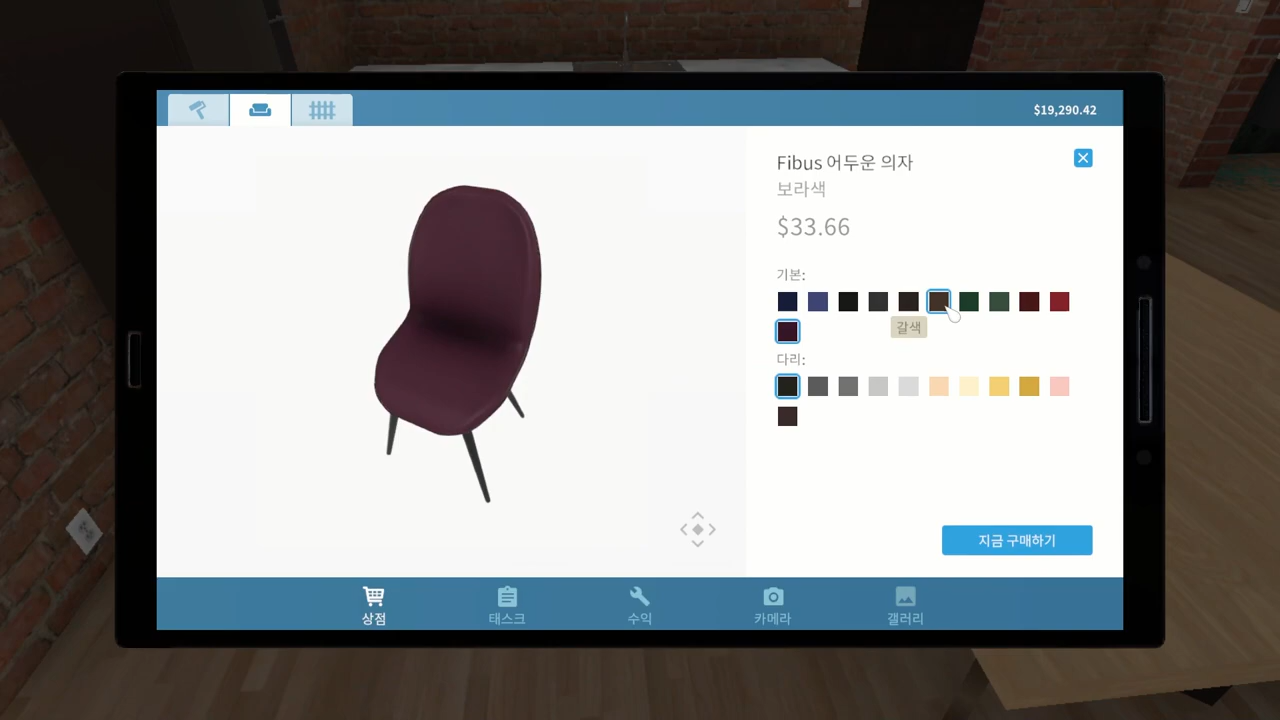 $19,290.42
Fibus 어두운 의자
보라색
$33.66
기본:
갈색
다리:
지금 구매하기
상점
태스크
수익
카메라
갤러리